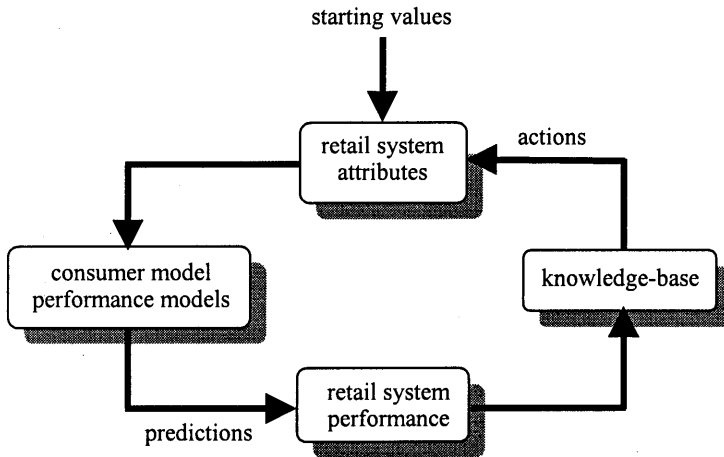 starting values
retail system
attributes
actions
consumer model
performance models
knowledge-base
retail system
performance
predictions